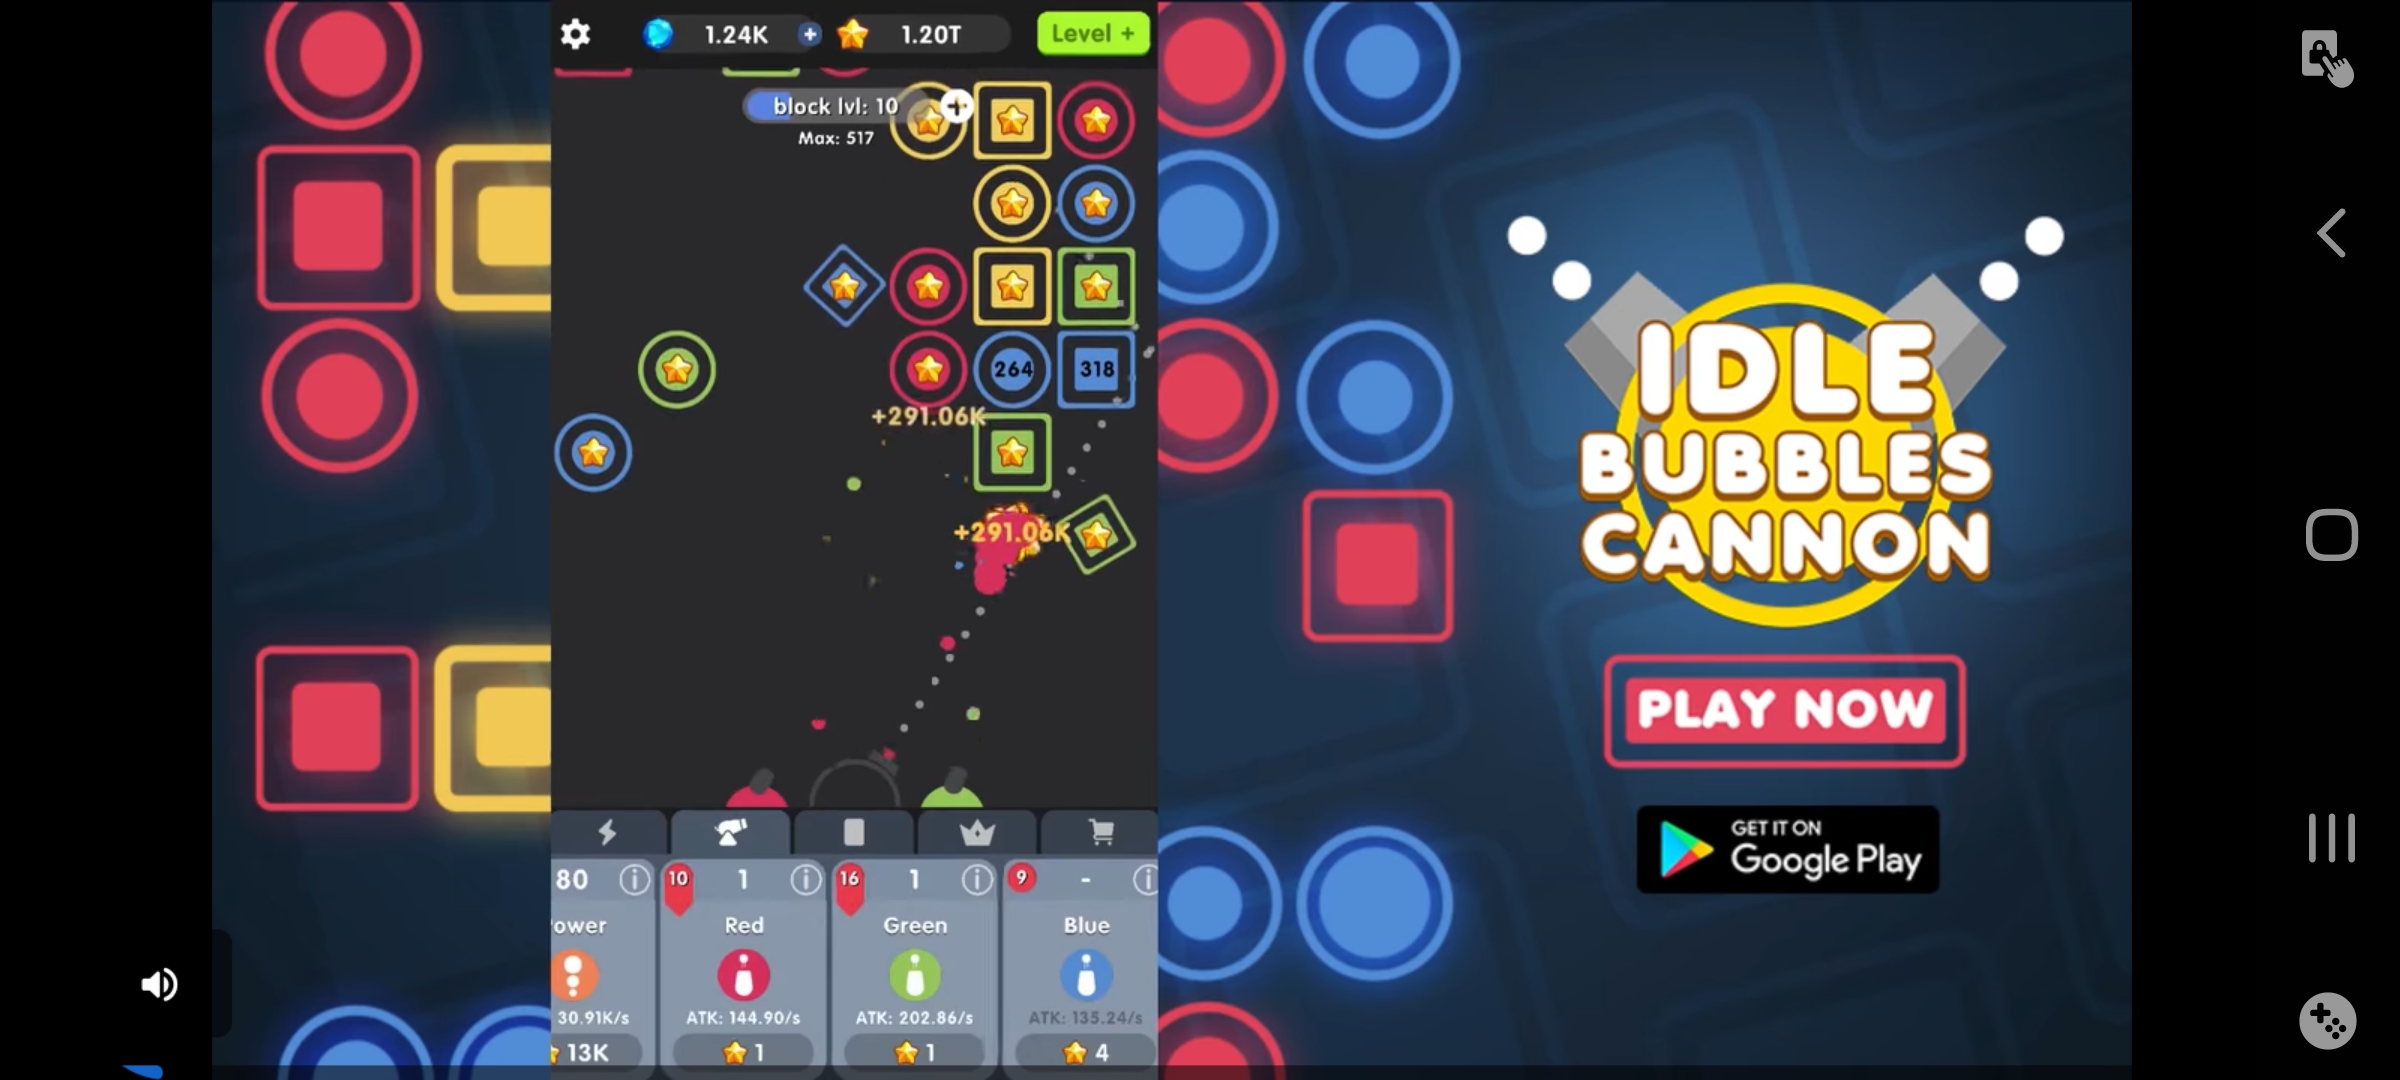 1.24K
1.20T
Level +
block lvl: 10
Max: 517
264
318
+291.06K
+291.06K
80
10
1
16
1
9
-
ower
Red
Green
Blue
30.91K/s
ATK: 144.90/s
ATK: 202.86/s
ATK: 135.24/s
13K
1
1
4
IDLE
BUBBLES
CANNON
PLAY NOW
GET IT ON
Google Play